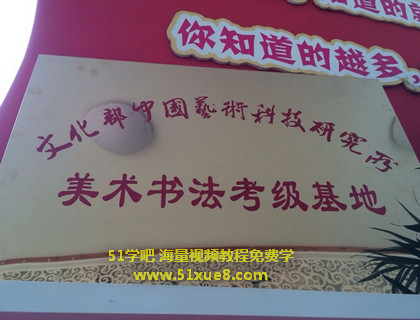 你知道的越多
文化部中国藝術科技研究所
美术书法考级基地
51学吧 海量视频教程免费学
www.51xue8.com